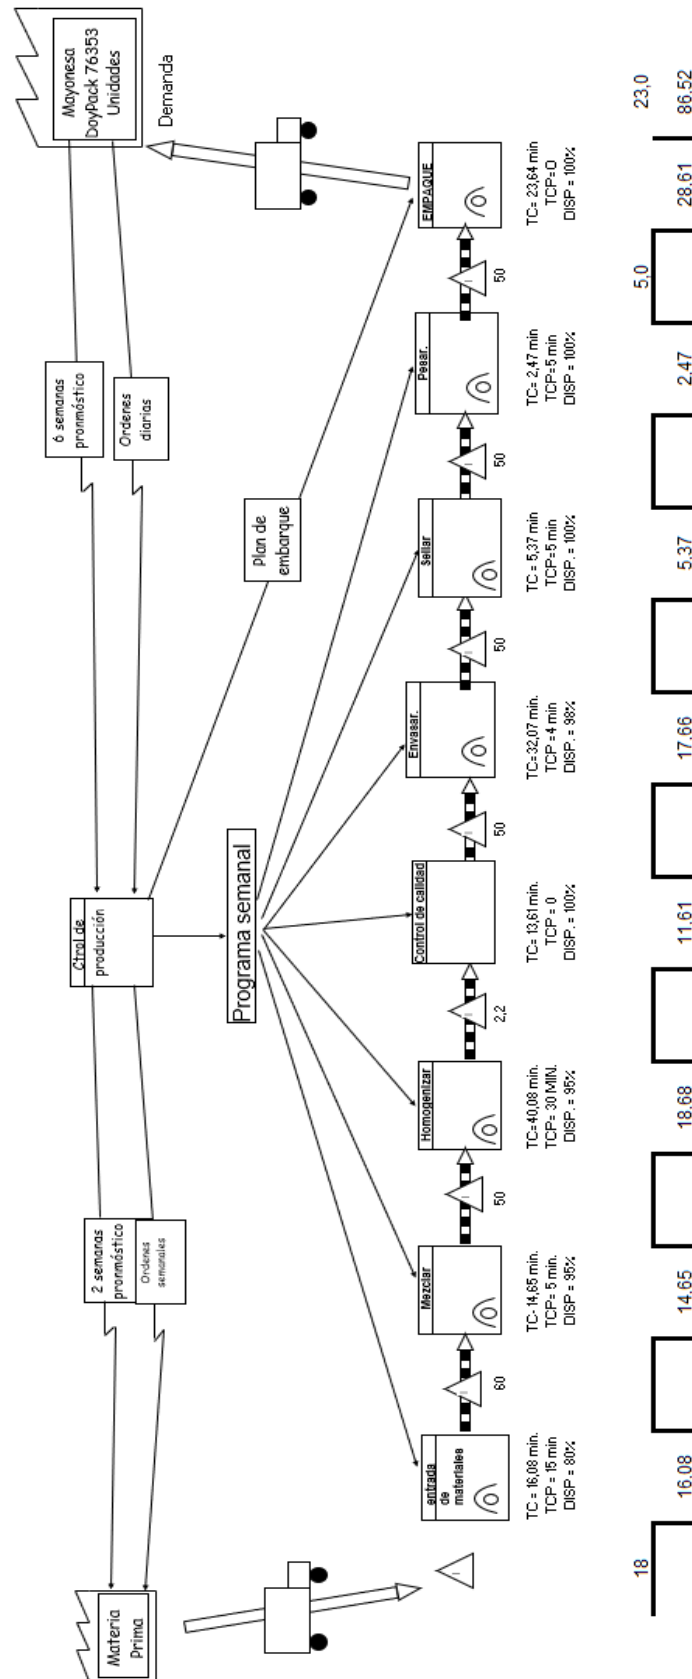 Materia
prima
2 semanas
pronmóstico
Ordenes
semanales
Ctrol de
producción
6 semanas
pronmóstico
Ordenes
diarias
Mayonesa
DoyPack 76353
Unidades
Demanda
Programa semanal
Plan de
embarque
I
entrada
de
materiales
I
60
Mezclar
I
50
Homogenizar
I
2,2
Control de calidad
I
50
Envasar.
I
50
Sellar
I
50
Pesar.
I
50
EMPAQUE
TC = 16,08 min.
TCP = 15 min
DISP = 80%
TC-14,65 min.
TCP= 5 min.
DISP = 95%
TC=40,08 min.
TCP= 30 MIN.
DISP. = 95%
TC= 13,61min.
TCP = 0
DISP. = 100%
TC=32,07 min.
TCP =4 min
DISP. = 98%
TC = 5,37 min
TCP=5 min
DISP. = 100%
TC= 2,47 min
TCP=5 min
DISP = 100%
TC= 23,64 min
TCP=O
DISP = 100%
18
5,0
23,0
16.08
14.65
18.68
11.61
17.66
5.37
2.47
28.61
86.52